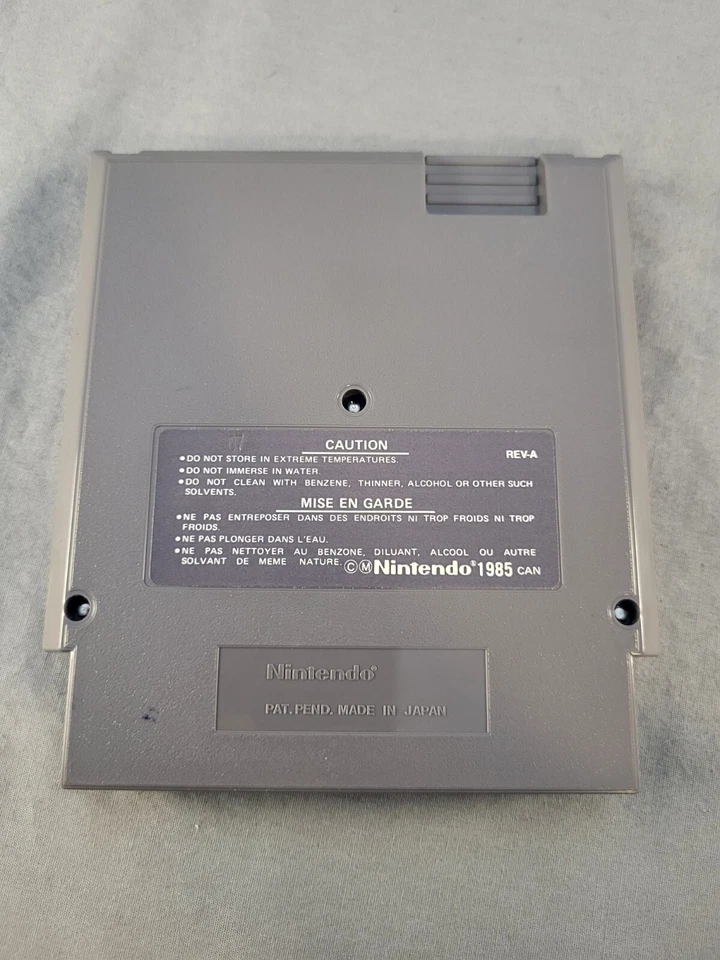 CAUTION
REV-A
●DO NOT STORE IN EXTREME TEMPERATURES.
●DO NOT IMMERSE IN WATER.
●DO NOT CLEAN WITH BENZENE, THINNER, ALCOHOL OR OTHER SUCH
SOLVENTS.
MISE EN GARDE
●NE PAS ENTREPOSER DANS DES ENDROITS NI TROP FROIDS NI TROP
FROIDS.
●NE PAS PLONGER DANS L'EAU.
●NE PAS NETTOYER AU BENZONE, DILUANT, ALCOOL OU AUTRE
SOLVANT DE MEME NATURE. ⒸⓂNintendo® 1985 CAN
Nintendo®
PAT. PEND. MADE IN JAPAN